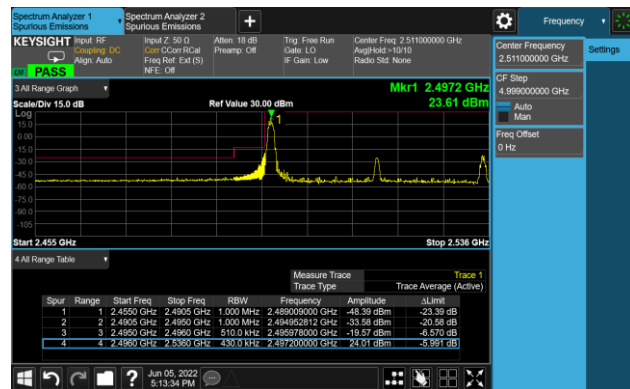 Spectrum Analyzer 1
Spurious Emissions
Spectrum Analyzer 2
Spurious Emissions
Frequency
KEYSIGHT
Input: RF
Coupling: DC
Align: Auto
Input Z: 50 Ω
Corr CCorr RCal
Freq Ref: Ext (S)
NFE: Off
Atten: 18 dB
Preamp: Off
Trig: Free Run
Gate: LO
IF Gain: Low
Center Freq: 2.511000000 GHz
Avg|Hold:>10/10
Radio Std: None
PASS
Center Frequency
2.511000000 GHz
Settings
CF Step
4.999000000 GHz
Auto
Man
Freq Offset
0 Hz
3 All Range Graph
Mkr1 2.4972 GHz
Scale/Div 15.0 dB
Ref Value 30.00 dBm
23.61 dBm
Log
15.0
0.00
-15.0
-30.0
-45.0
-60.0
-75.0
-90.0
-105
1
Start 2.455 GHz
Stop 2.536 GHz
4 All Range Table
Measure Trace
Trace 1
Trace Type
Trace Average (Active)
Spur Range Start Freq Stop Freq RBW Frequency Amplitude ΔLimit
1 1 2.4550 GHz 2.4905 GHz 1.000 MHz 2.489009000 GHz -48.39 dBm -23.39 dB
2 2 2.4905 GHz 2.4950 GHz 1.000 MHz 2.494952812 GHz -33.58 dBm -20.58 dB
3 3 2.4950 GHz 2.4960 GHz 510.0 kHz 2.495978000 GHz -19.57 dBm -6.570 dB
4 4 2.4960 GHz 2.5360 GHz 430.0 kHz 2.497200000 GHz 24.01 dBm -5.991 dB
Jun 05, 2022
5:13:34 PM